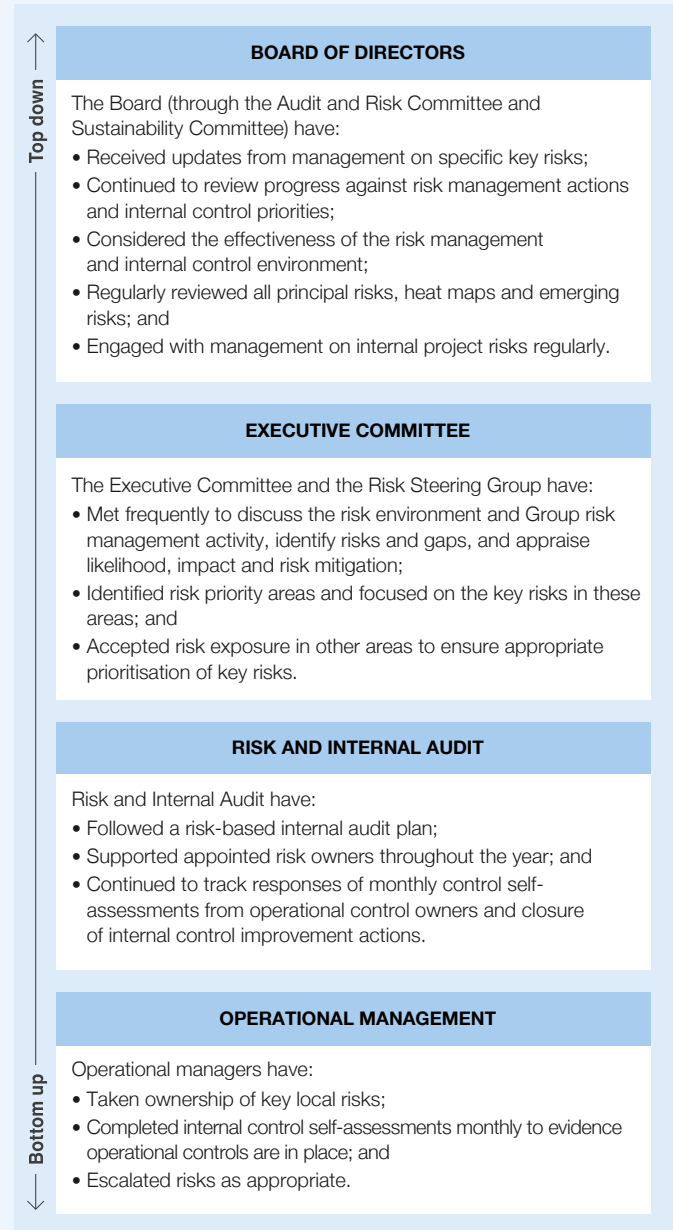 Top down
BOARD OF DIRECTORS
The Board (through the Audit and Risk Committee and
Sustainability Committee) have:
• Received updates from management on specific key risks;
• Continued to review progress against risk management actions
and internal control priorities;
• Considered the effectiveness of the risk management
and internal control environment;
• Regularly reviewed all principal risks, heat maps and emerging
risks; and
• Engaged with management on internal project risks regularly.
EXECUTIVE COMMITTEE
The Executive Committee and the Risk Steering Group have:
• Met frequently to discuss the risk environment and Group risk
management activity, identify risks and gaps, and appraise
likelihood, impact and risk mitigation;
• Identified risk priority areas and focused on the key risks in these
areas; and
• Accepted risk exposure in other areas to ensure appropriate
prioritisation of key risks.
RISK AND INTERNAL AUDIT
Risk and Internal Audit have:
• Followed a risk-based internal audit plan;
• Supported appointed risk owners throughout the year; and
• Continued to track responses of monthly control self-
assessments from operational control owners and closure
of internal control improvement actions.
OPERATIONAL MANAGEMENT
Operational managers have:
• Taken ownership of key local risks;
• Completed internal control self-assessments monthly to evidence
operational controls are in place; and
• Escalated risks as appropriate.
Bottom up